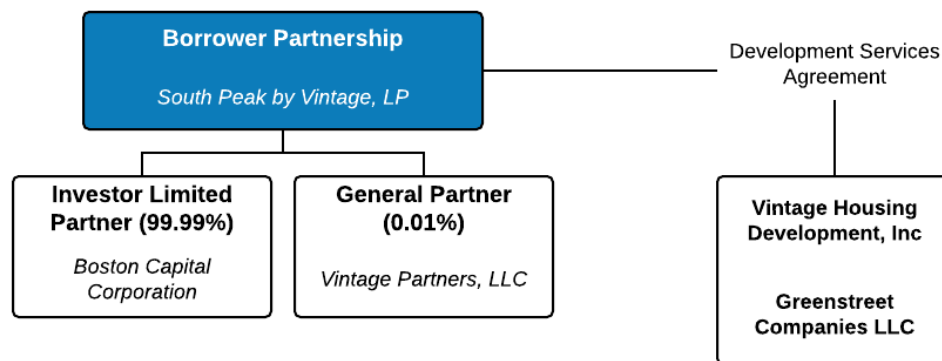 Borrower Partnership
South Peak by Vintage, LP
Development Services
Agreement
Investor Limited
Partner (99.99%)
Boston Capital
Corporation
General Partner
(0.01%)
Vintage Partners, LLC
Vintage Housing
Development, Inc
Greenstreet
Companies LLC